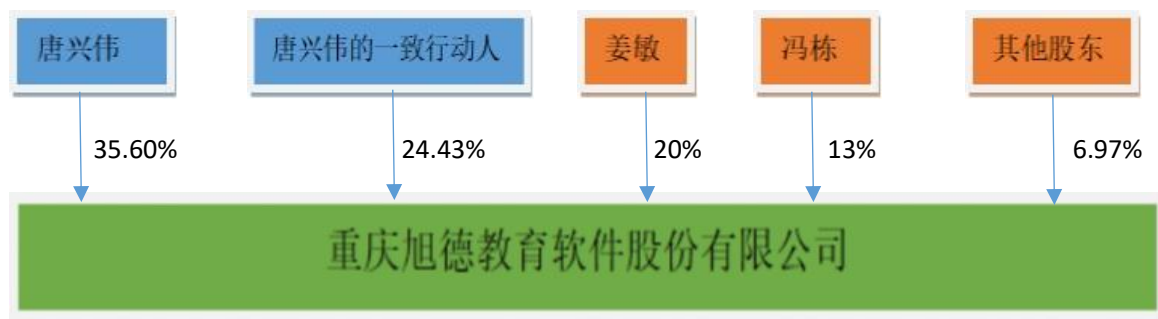 唐兴伟
唐兴伟的一致行动人
姜敏
冯栋
其他股东
35.60%
24.43%
20%
13%
6.97%
重庆旭德教育软件股份有限公司